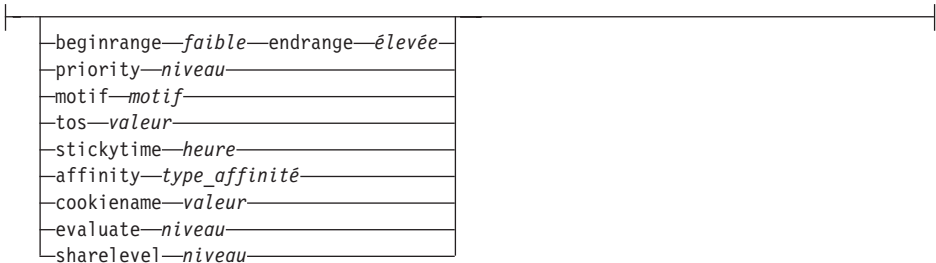 beginrange faible endrange élevée
priority niveau
motif motif
tos valeur
stickytime heure
affinity type_affinité
cookiename valeur
evaluate niveau
sharelevel niveau